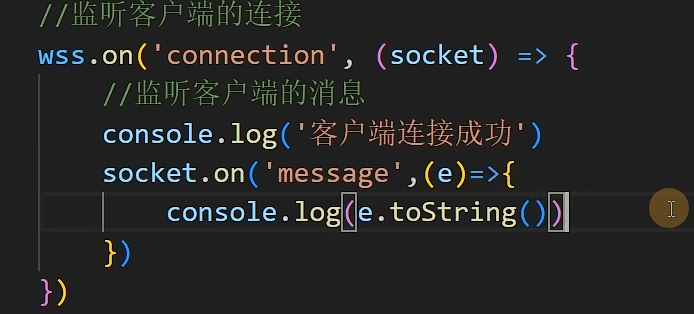 //监听客户端的连接
wss.on('connection', (socket) => {
    //监听客户端的消息
    console.log('客户端连接成功')
    socket.on('message',(e)=>{
        console.log(e.toString())
    })
})